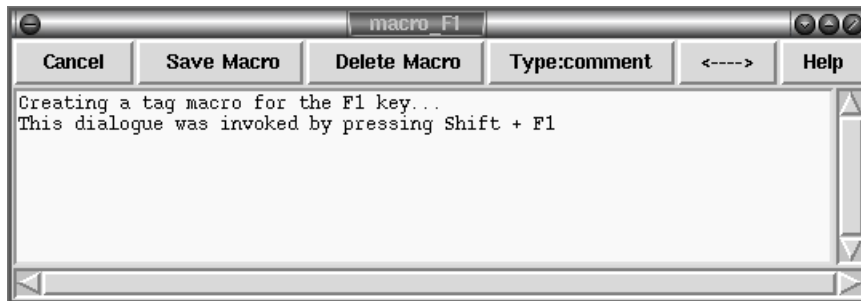 macro_F1
Cancel Save Macro Delete Macro Type:comment <----> Help
Creating a tag macro for the F1 key...
This dialogue was invoked by pressing Shift + F1